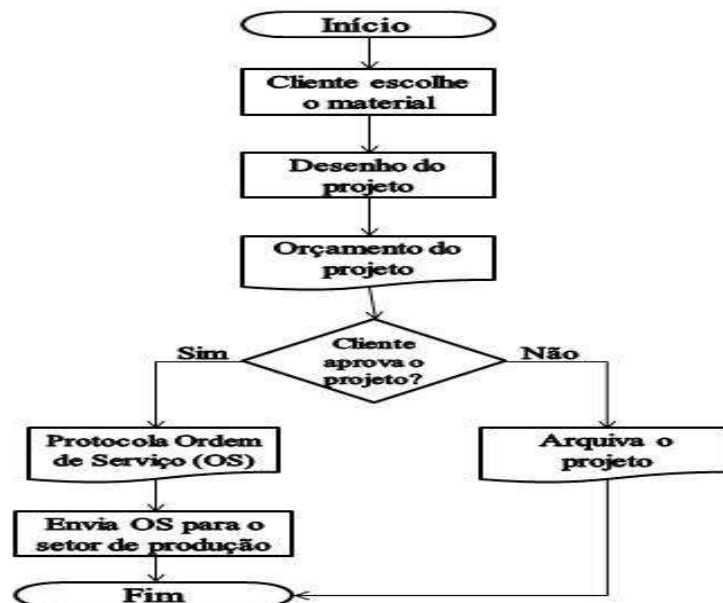 Início
Cliente escolhe
o material
Desenho do
projeto
Orçamento do
projeto
Cliente
aprova o
projeto?
Sim
Não
Protocola Ordem
de Serviço (OS)
Arquiva o
projeto
Envia OS para o
setor de produção
Fim